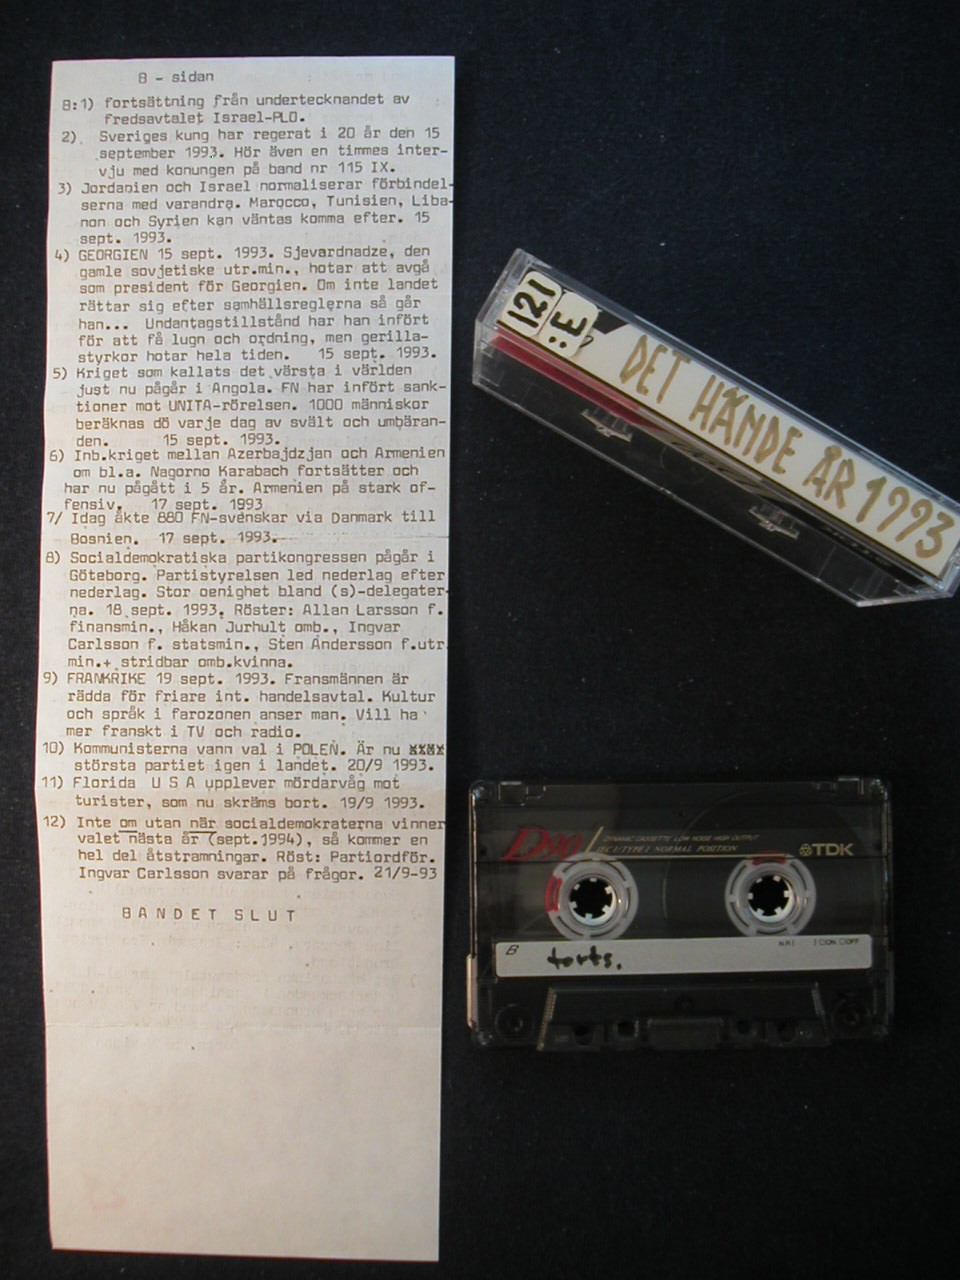 B - sidan
B:1) fortsättning från undertecknandet av
fredsavtalet Israel-PLO.
2). Sveriges kung har regerat i 20 år den 15
september 1993. Hör även en timmes inter-
vju med konungen på band nr 115 IX.
3) Jordanien och Israel normaliserar förbindel-
serna med varandra. Marocco, Tunisien, Liba-
non och Syrien kan väntas komma efter. 15
sept. 1993.
4) GEORGIEN 15 sept. 1993. Sjevardnadze, den
gamle sovjetiske utr.min., hotar att avgå
som president för Georgien. Om inte landet
rättar sig efter samhällsreglerna så går
han... Undantagstillstånd har han infört
för att få lugn och ordning, men gerilla-
styrkor hotar hela tiden. 15 sept. 1993.
5) Kriget som kallats det värsta i världen
just nu pågår i Angola. FN har infört sank-
tioner mot UNITA-rörelsen. 1000 människor
beräknas dö varje dag av svält och umbäran-
den. 15 sept. 1993.
6) Inb.kriget mellan Azerbajdzjan och Armenien
om bl.a. Nagorno Karabach fortsätter och
har nu pågått i 5 år. Armenien på stark of-
fensiv. 17 sept. 1993
7/ Idag åkte 880 FN-svenskar via Danmark till
Bosnien. 17 sept. 1993.
8) Socialdemokratiska partikongressen pågår i
Göteborg. Partistyrelsen led nederlag efter
nederlag. Stor oenighet bland (s)-delegater-
na. 18 sept. 1993. Röster: Allan Larsson f.
finansmin., Håkan Jurhult omb., Ingvar
Carlsson f. statsmin., Sten Andersson f.utr
min.+ stridbar omb.kvinna.
9) FRANKRIKE 19 sept. 1993. Fransmännen är
rädda för friare int. handelsavtal. Kultur
och språk i farozonen anser man. Vill ha
mer franskt i TV och radio.
10) Kommunisterna vann val i POLEN. Är nu
största partiet igen i landet. 20/9 1993.
11) Florida U S A upplever mördarvåg mot
turister, som nu skräms bort. 19/9 1993.
12) Inte om utan när socialdemokraterna vinner
valet nästa år (sept.1994), så kommer en
hel del åtstramningar. Röst: Partiordför.
Ingvar Carlsson svarar på frågor. 21/9-93
BANDET SLUT
121
:E
DET HÄNDE ÅR 1993
D90
DYNAMIC CASSETTE LOW NOISE HIGH OUTPUT
IEC I/TYPE I NORMAL POSITION
TDK
B
forts.